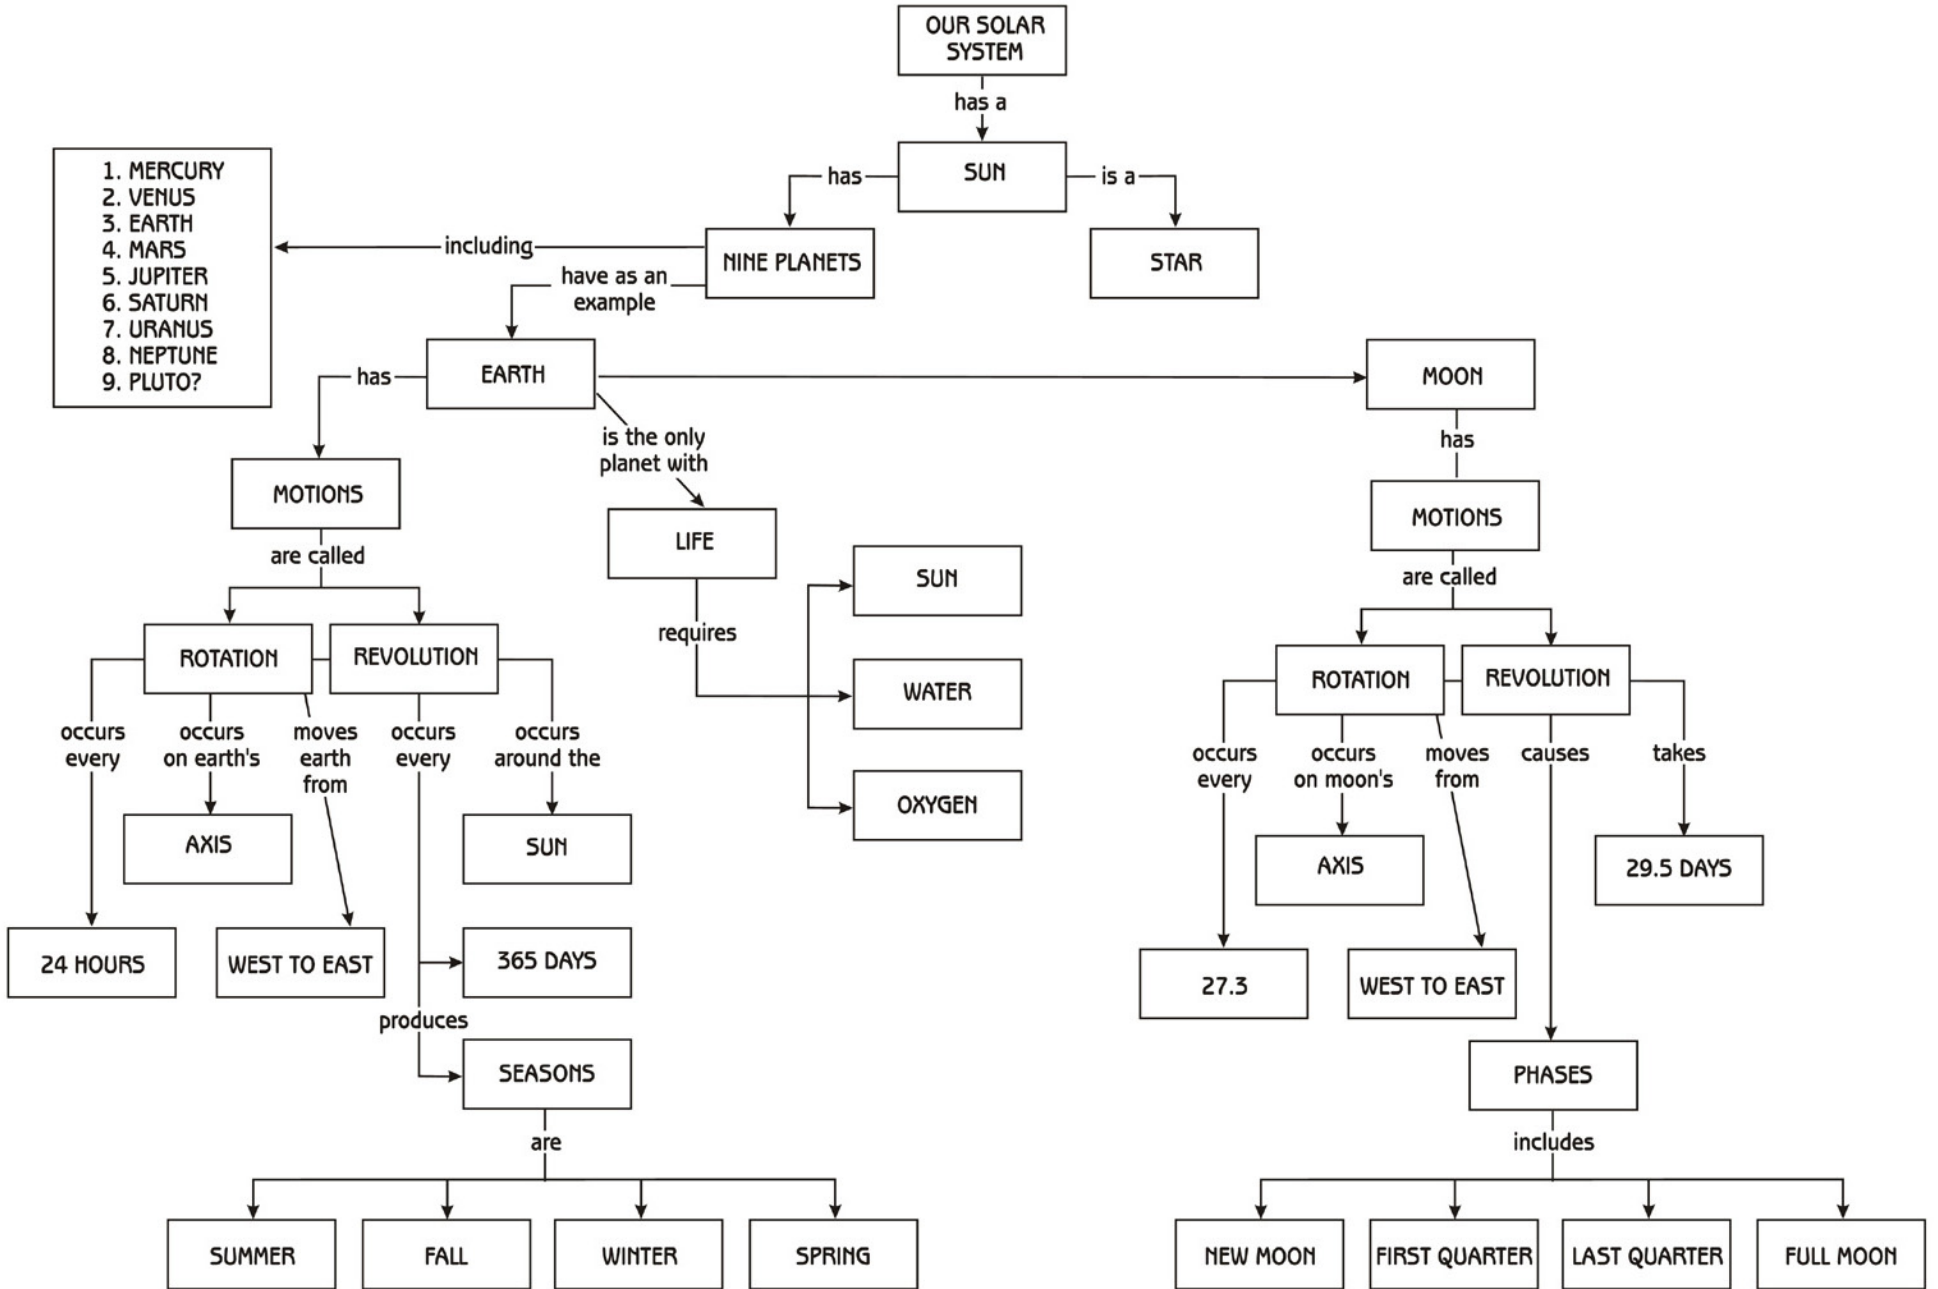 OUR SOLAR
SYSTEM
has a
SUN
has
is a
1. MERCURY
2. VENUS
3. EARTH
4. MARS
5. JUPITER
6. SATURN
7. URANUS
8. NEPTUNE
9. PLUTO?
including
NINE PLANETS
STAR
have as an
example
EARTH
MOON
has
is the only
planet with
has
MOTIONS
LIFE
MOTIONS
are called
are called
requires
SUN
WATER
OXYGEN
ROTATION
REVOLUTION
occurs
every
occurs
on earth's
moves
earth
from
occurs
every
occurs
around the
AXIS
SUN
24 HOURS
WEST TO EAST
365 DAYS
produces
SEASONS
are
SUMMER
FALL
WINTER
SPRING
ROTATION
REVOLUTION
occurs
every
occurs
on moon's
moves
from
causes
takes
AXIS
29.5 DAYS
27.3
WEST TO EAST
PHASES
includes
NEW MOON
FIRST QUARTER
LAST QUARTER
FULL MOON